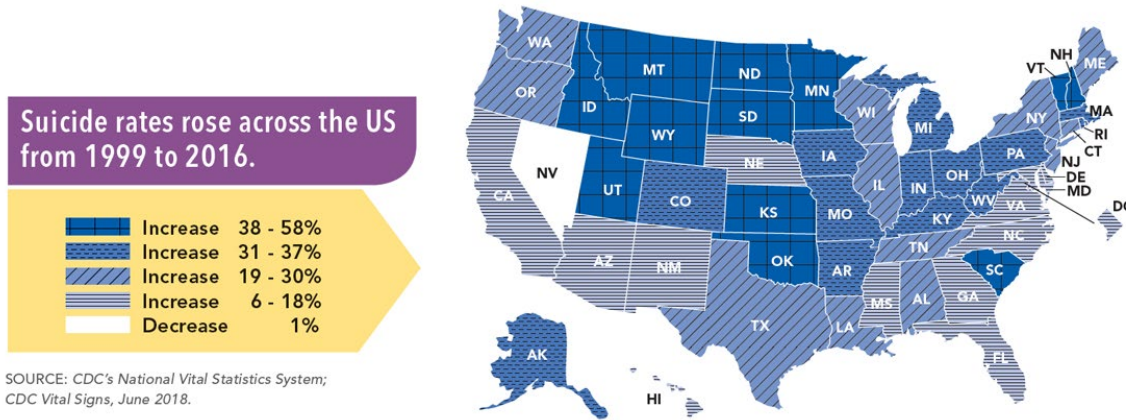 Suicide rates rose across the US
from 1999 to 2016.
Increase 38 - 58%
Increase 31 - 37%
Increase 19 - 30%
Increase 6 - 18%
Decrease 1%
SOURCE: CDC's National Vital Statistics System;
CDC Vital Signs, June 2018.
WA
MT
ND
MN
VT
NH
ME
OR
ID
SD
WI
MI
NY
MA
WY
RI
CT
NE
IA
PA
NJ
NV
UT
CO
IL
IN
OH
DE
MD
CA
KS
MO
WV
VA
DC
KY
AZ
NM
OK
AR
TN
NC
SC
TX
LA
MS
AL
GA
FL
AK
HI